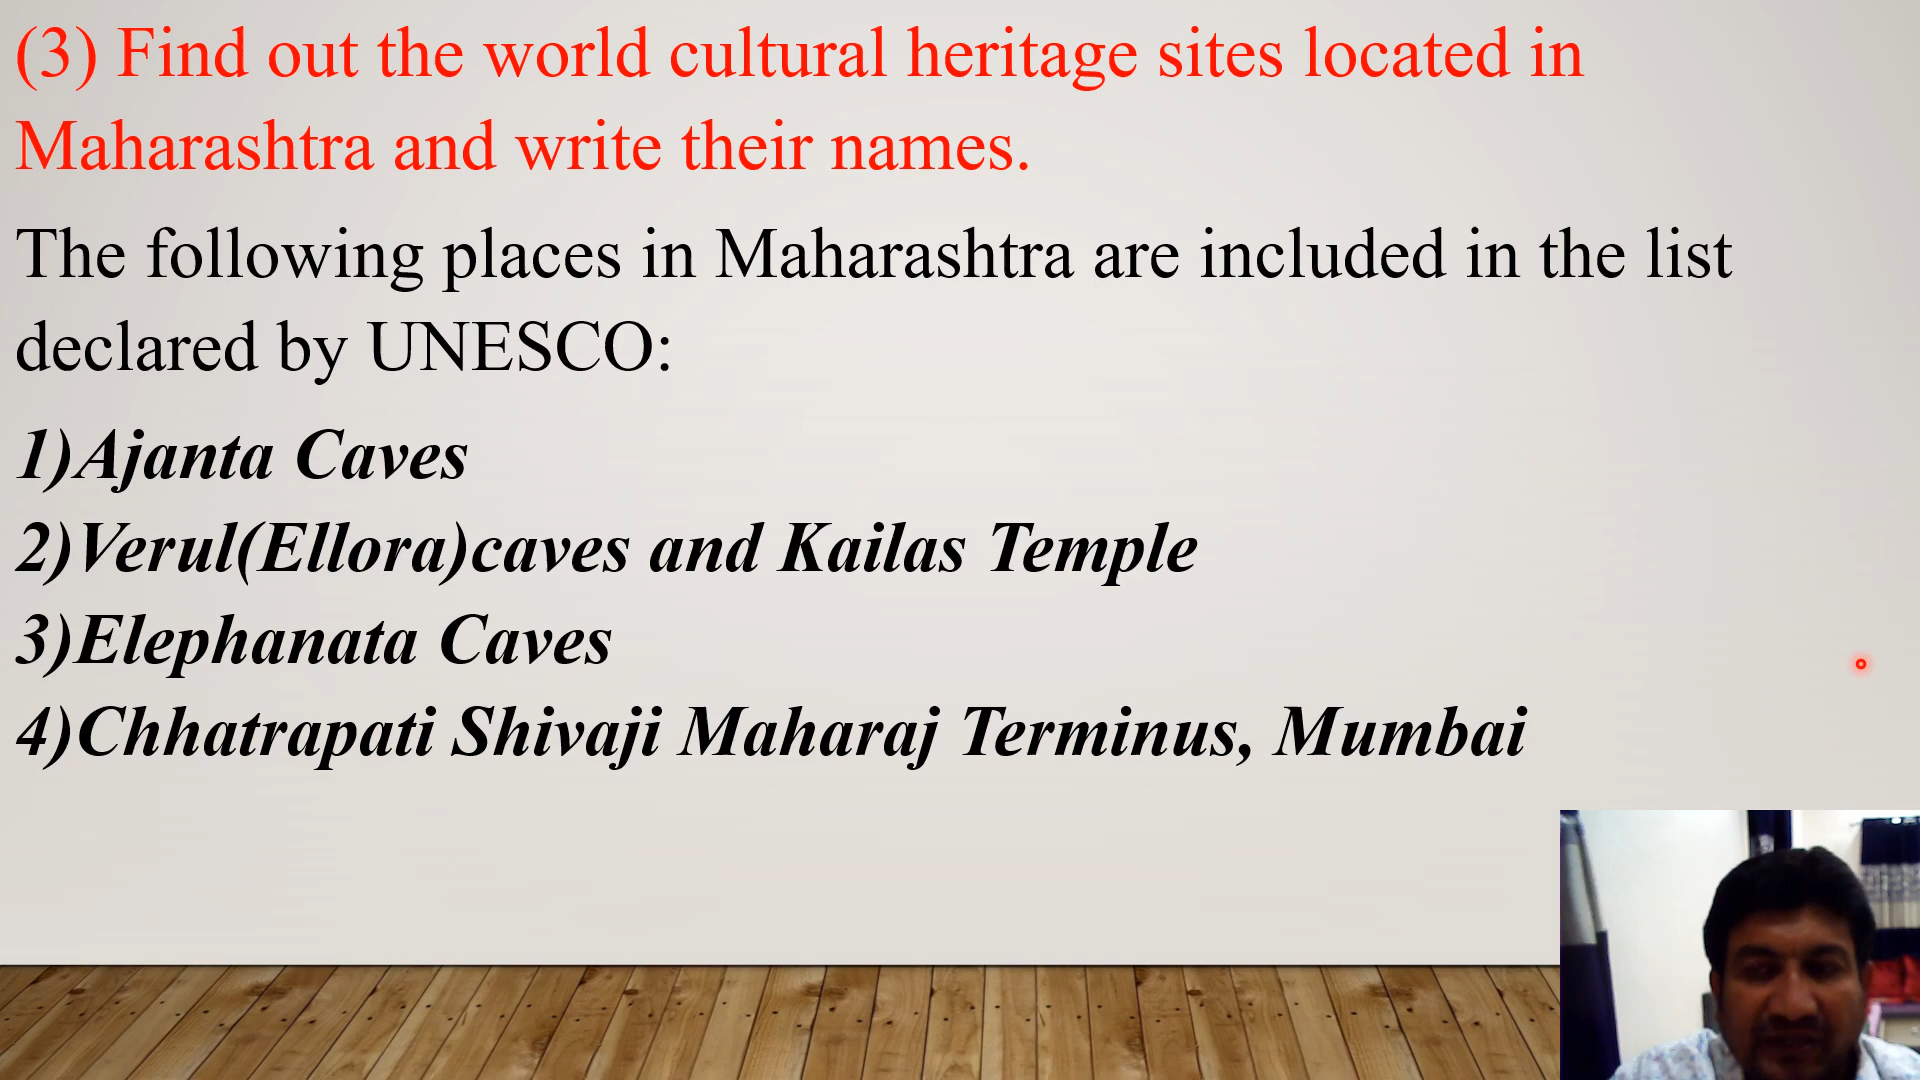 (3) Find out the world cultural heritage sites located in
Maharashtra and write their names.
The following places in Maharashtra are included in the list
declared by UNESCO:
1)Ajanta Caves
2)Verul(Ellora)caves and Kailas Temple
3)Elephanata Caves
4)Chhatrapati Shivaji Maharaj Terminus, Mumbai